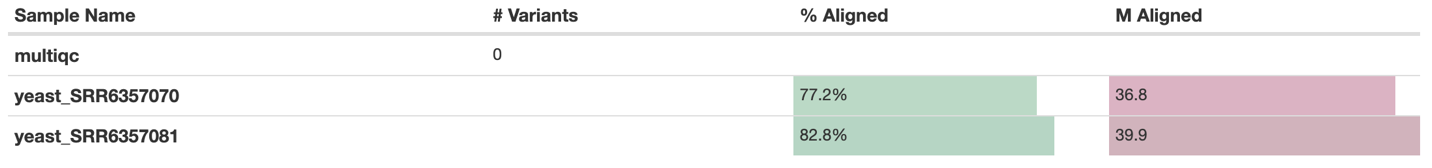 Sample Name # Variants % Aligned M Aligned
multiqc 0
yeast_SRR6357070 77.2% 36.8
yeast_SRR6357081 82.8% 39.9